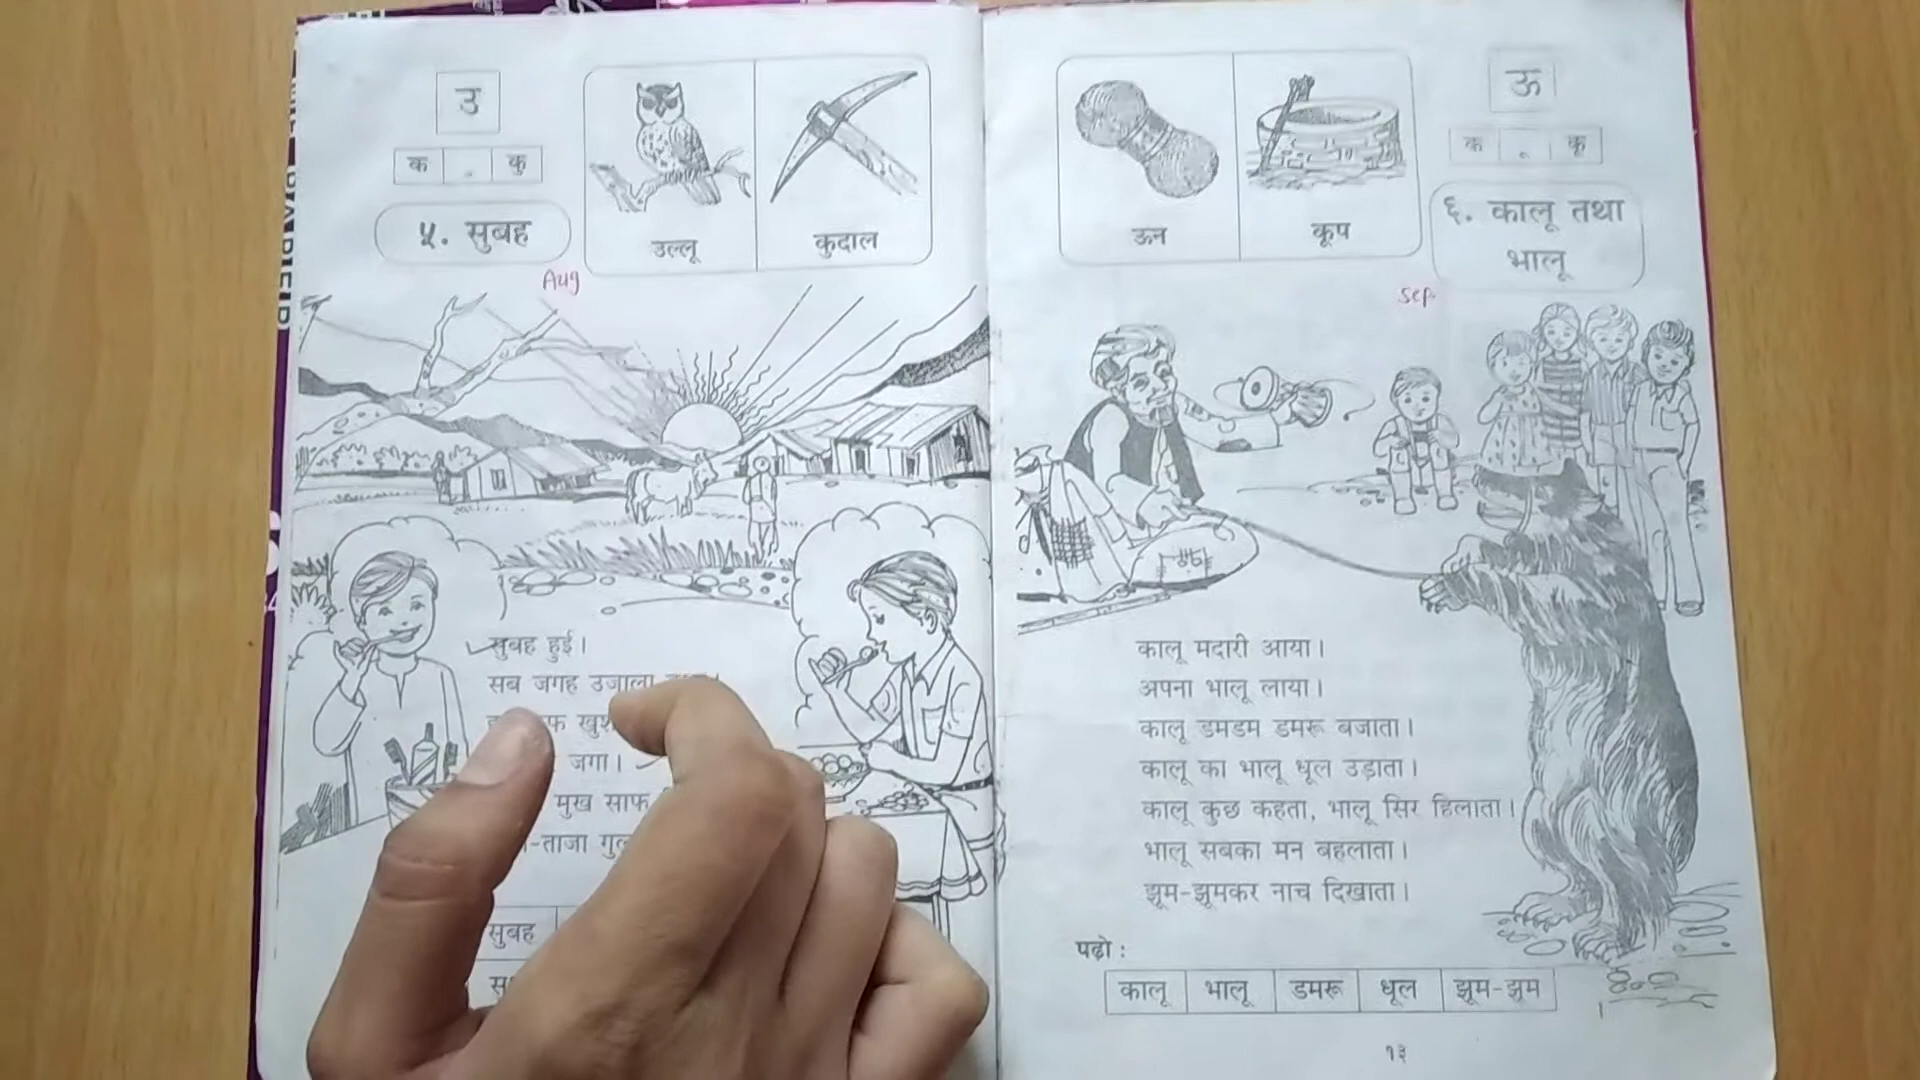 उ
क ु कु
५. सुबह
उल्लू
कुदाल
Aug
सुबह हुई।
सब जगह उजाला
खुश
जगा।
मुख साफ
-ताजा
सुबह
ऊ
क ू कू
६. कालू तथा
भालू
ऊन
कूप
Sep.
कालू मदारी आया।
अपना भालू लाया।
कालू डमडम डमरू बजाता।
कालू का भालू धूल उड़ाता।
कालू कुछ कहता, भालू सिर हिलाता।
भालू सबका मन बहलाता।
झूम-झूमकर नाच दिखाता।
पढ़ो :
कालू भालू डमरू धूल झूम-झूम
१३